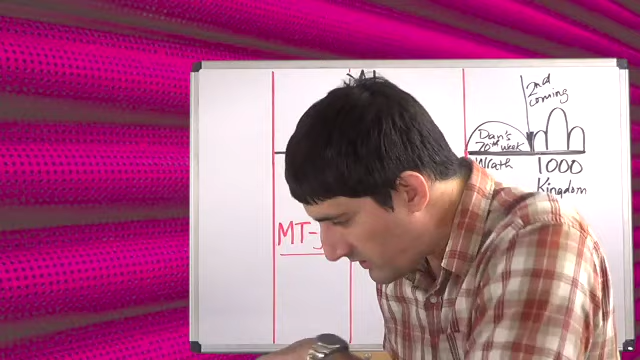 2nd
coming
Dan's
70th week
Wrath
1000
Kingdom
MT-